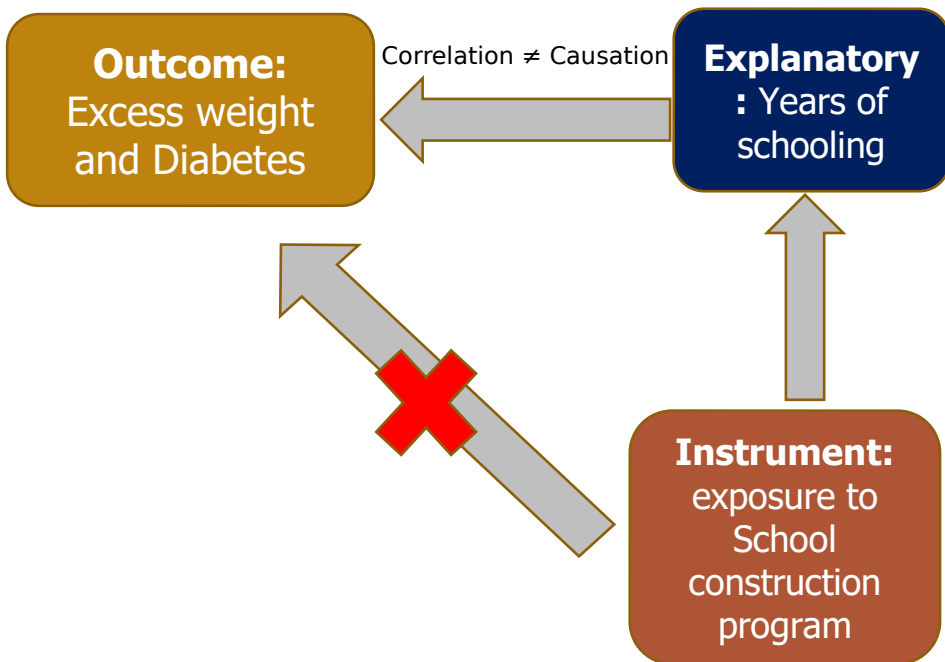 Outcome:
Excess weight
and Diabetes
Correlation ≠ Causation
Explanatory
: Years of
schooling
Instrument:
exposure to
School
construction
program